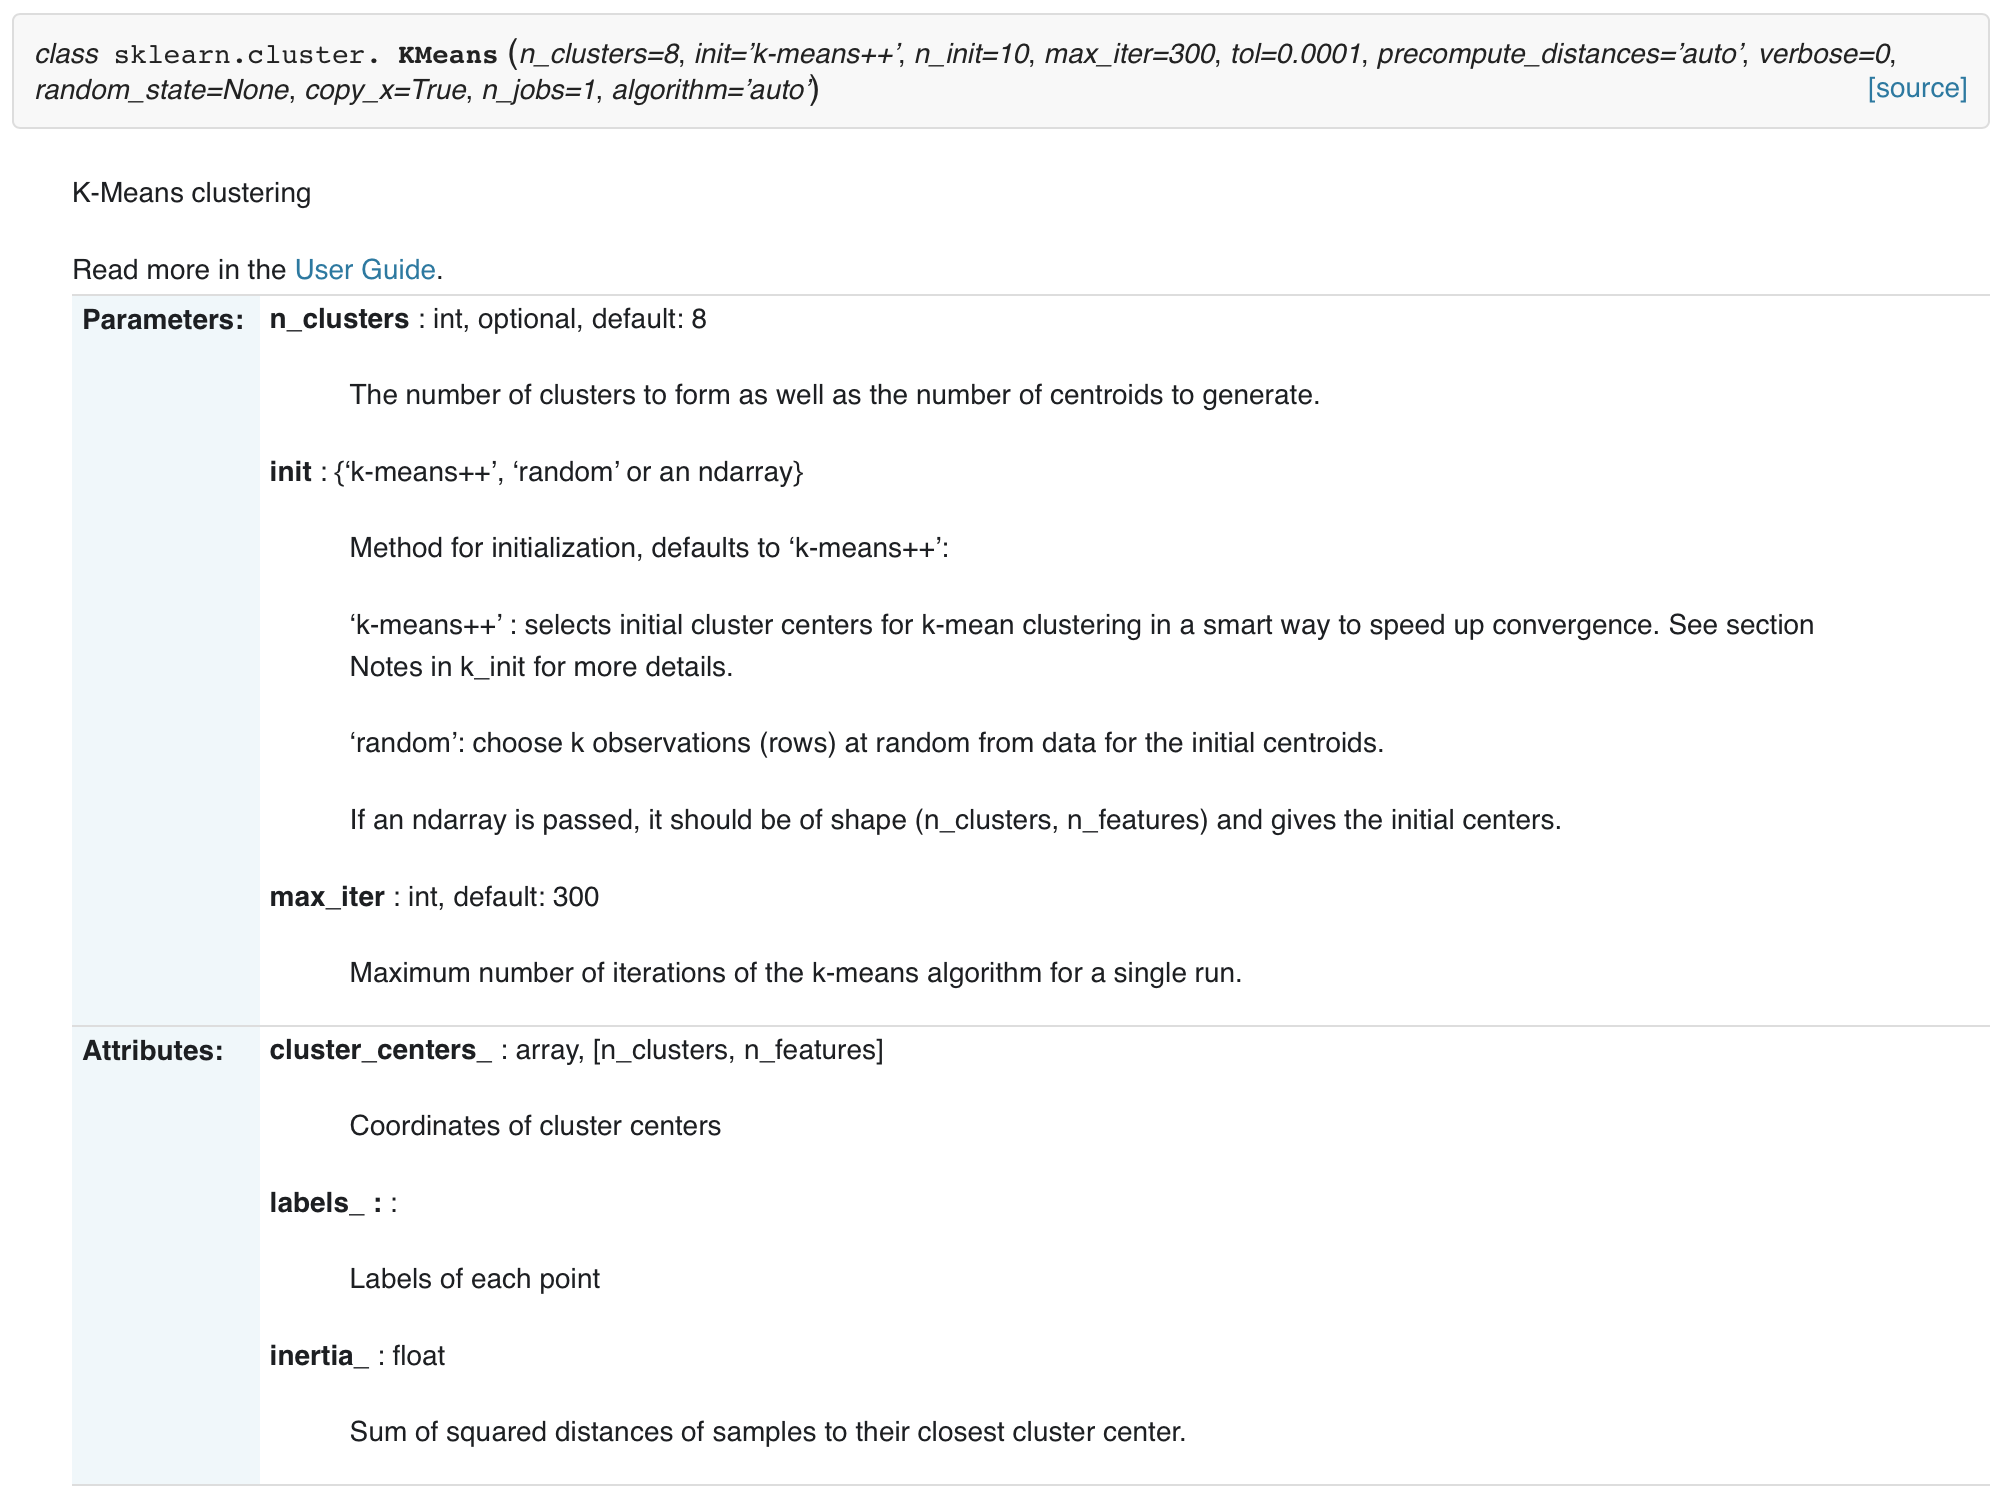 class sklearn.cluster. KMeans (n_clusters=8, init=’k-means++’, n_init=10, max_iter=300, tol=0.0001, precompute_distances=’auto’, verbose=0,
random_state=None, copy_x=True, n_jobs=1, algorithm=’auto’) [source]
K-Means clustering
Read more in the User Guide.
Parameters: n_clusters : int, optional, default: 8
The number of clusters to form as well as the number of centroids to generate.
init : {‘k-means++’, ‘random’ or an ndarray}
Method for initialization, defaults to ‘k-means++’:
‘k-means++’ : selects initial cluster centers for k-mean clustering in a smart way to speed up convergence. See section
Notes in k_init for more details.
‘random’: choose k observations (rows) at random from data for the initial centroids.
If an ndarray is passed, it should be of shape (n_clusters, n_features) and gives the initial centers.
max_iter : int, default: 300
Maximum number of iterations of the k-means algorithm for a single run.
Attributes: cluster_centers_ : array, [n_clusters, n_features]
Coordinates of cluster centers
labels_ : :
Labels of each point
inertia_ : float
Sum of squared distances of samples to their closest cluster center.